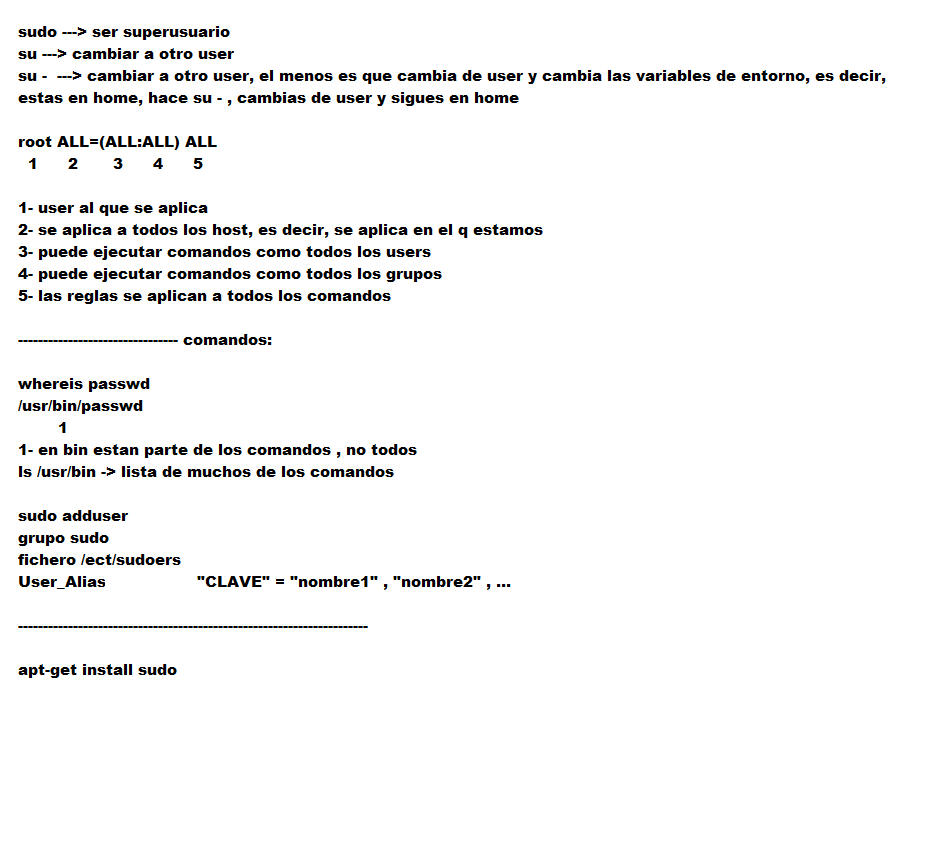 sudo ---> ser superusuario
su ---> cambiar a otro user
su -  ---> cambiar a otro user, el menos es que cambia de user y cambia las variables de entorno, es decir,
estas en home, hace su - , cambias de user y sigues en home
root ALL=(ALL:ALL) ALL
1 2 3 4 5
1- user al que se aplica
2- se aplica a todos los host, es decir, se aplica en el q estamos
3- puede ejecutar comandos como todos los users
4- puede ejecutar comandos como todos los grupos
5- las reglas se aplican a todos los comandos
-------------------------------- comandos:
whereis passwd
/usr/bin/passwd
1
1- en bin estan parte de los comandos , no todos
ls /usr/bin -> lista de muchos de los comandos
sudo adduser
grupo sudo
fichero /ect/sudoers
User_Alias "CLAVE" = "nombre1" , "nombre2" , ...
----------------------------------------------------------------------
apt-get install sudo